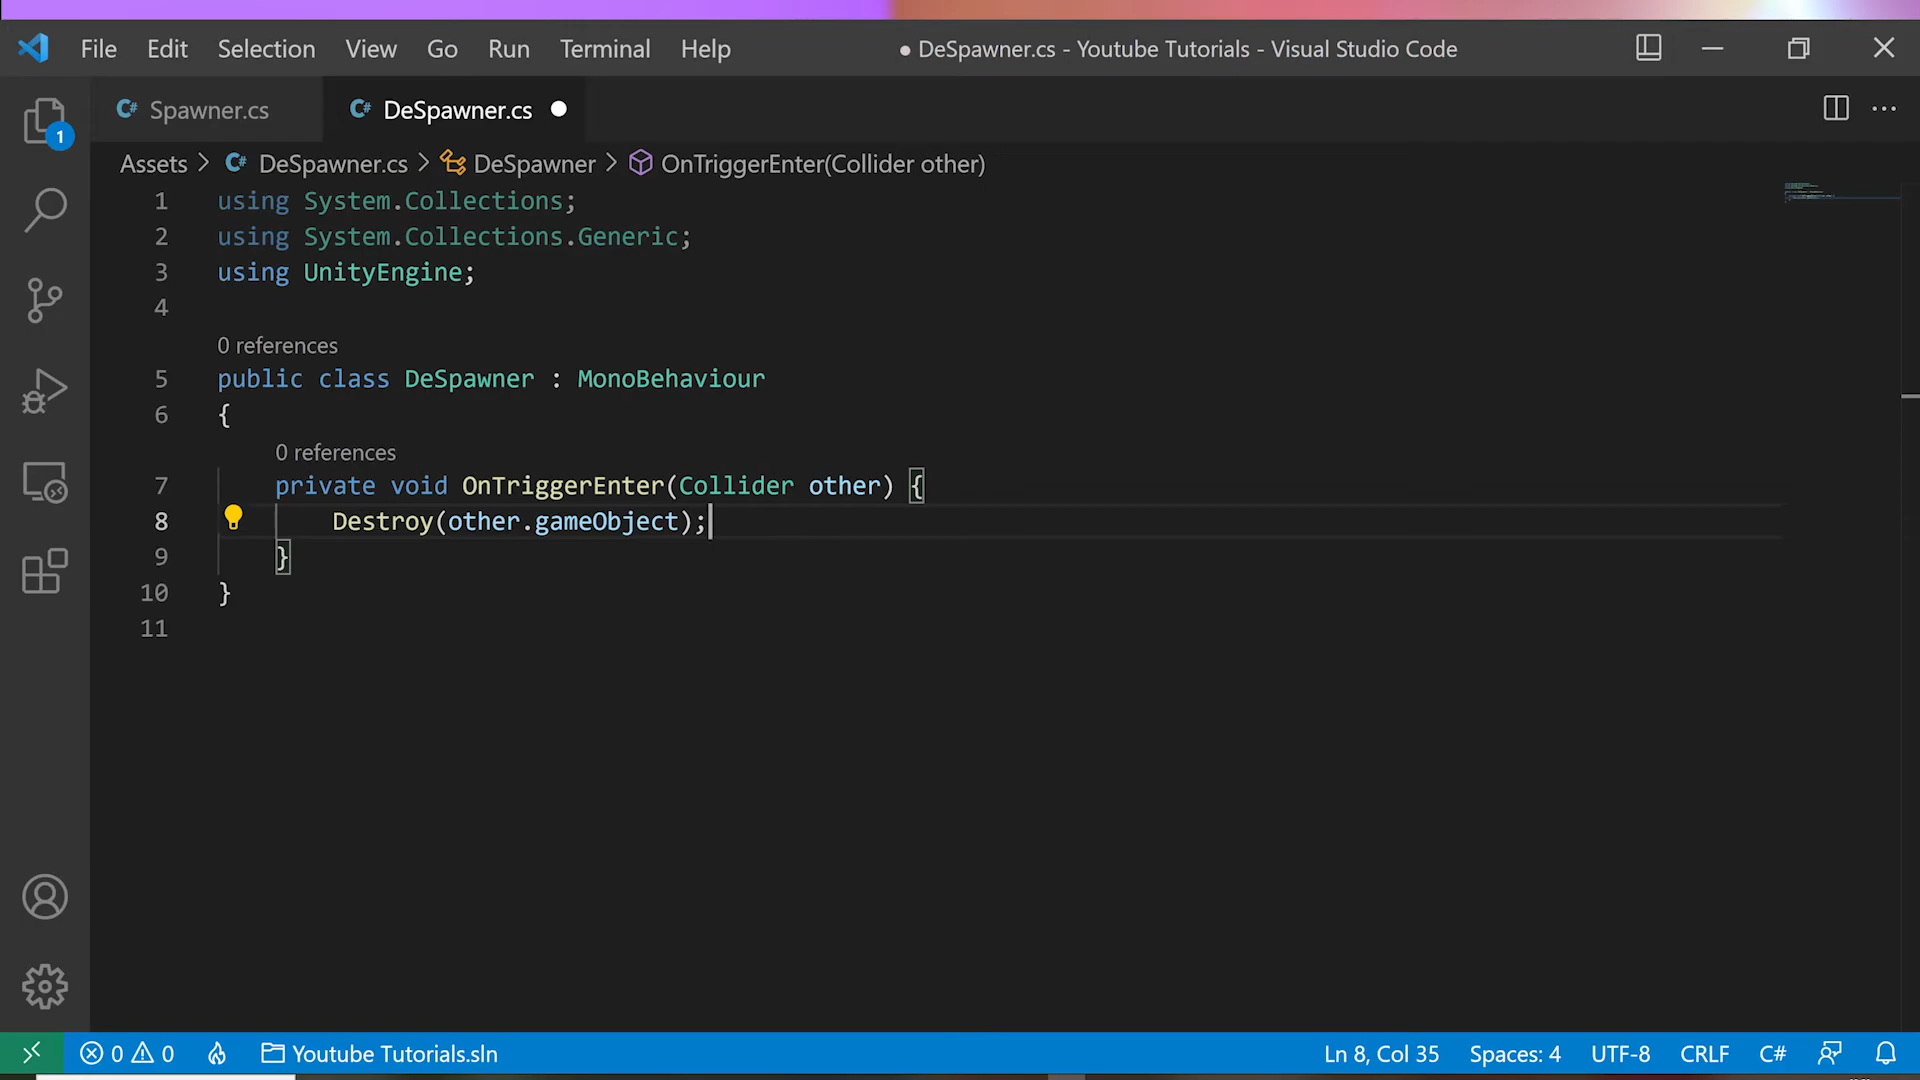 File Edit Selection View Go Run Terminal Help ● DeSpawner.cs - Youtube Tutorials - Visual Studio Code
C# Spawner.cs C# DeSpawner.cs
1
Assets > C# DeSpawner.cs > DeSpawner > OnTriggerEnter(Collider other)
1 using System.Collections;
2 using System.Collections.Generic;
3 using UnityEngine;
4
0 references
5 public class DeSpawner : MonoBehaviour
6 {
0 references
7 private void OnTriggerEnter(Collider other) {
8 Destroy(other.gameObject);
9 }
10 }
11
0 0 Youtube Tutorials.sln Ln 8, Col 35 Spaces: 4 UTF-8 CRLF C#